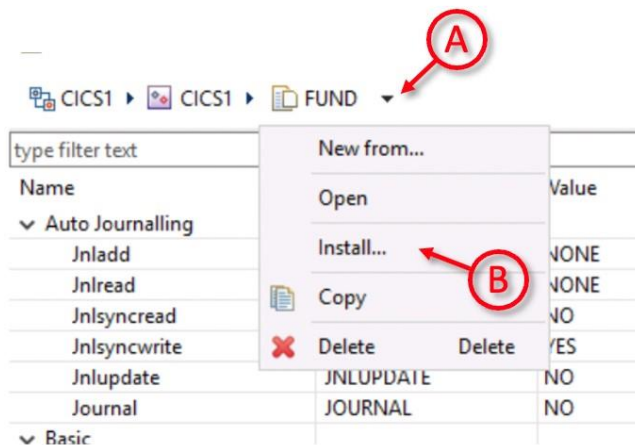 A
CICS1 CICS1 FUND
type filter text
New from...
Name Value
Open
Auto Journalling
Install...
Jnladd NONE
B
Jnlread NONE
Copy
Jnlsyncread NO
Jnlsyncwrite YES
Delete Delete
Jnlupdate JNLUPDATE NO
Journal JOURNAL NO
Basic